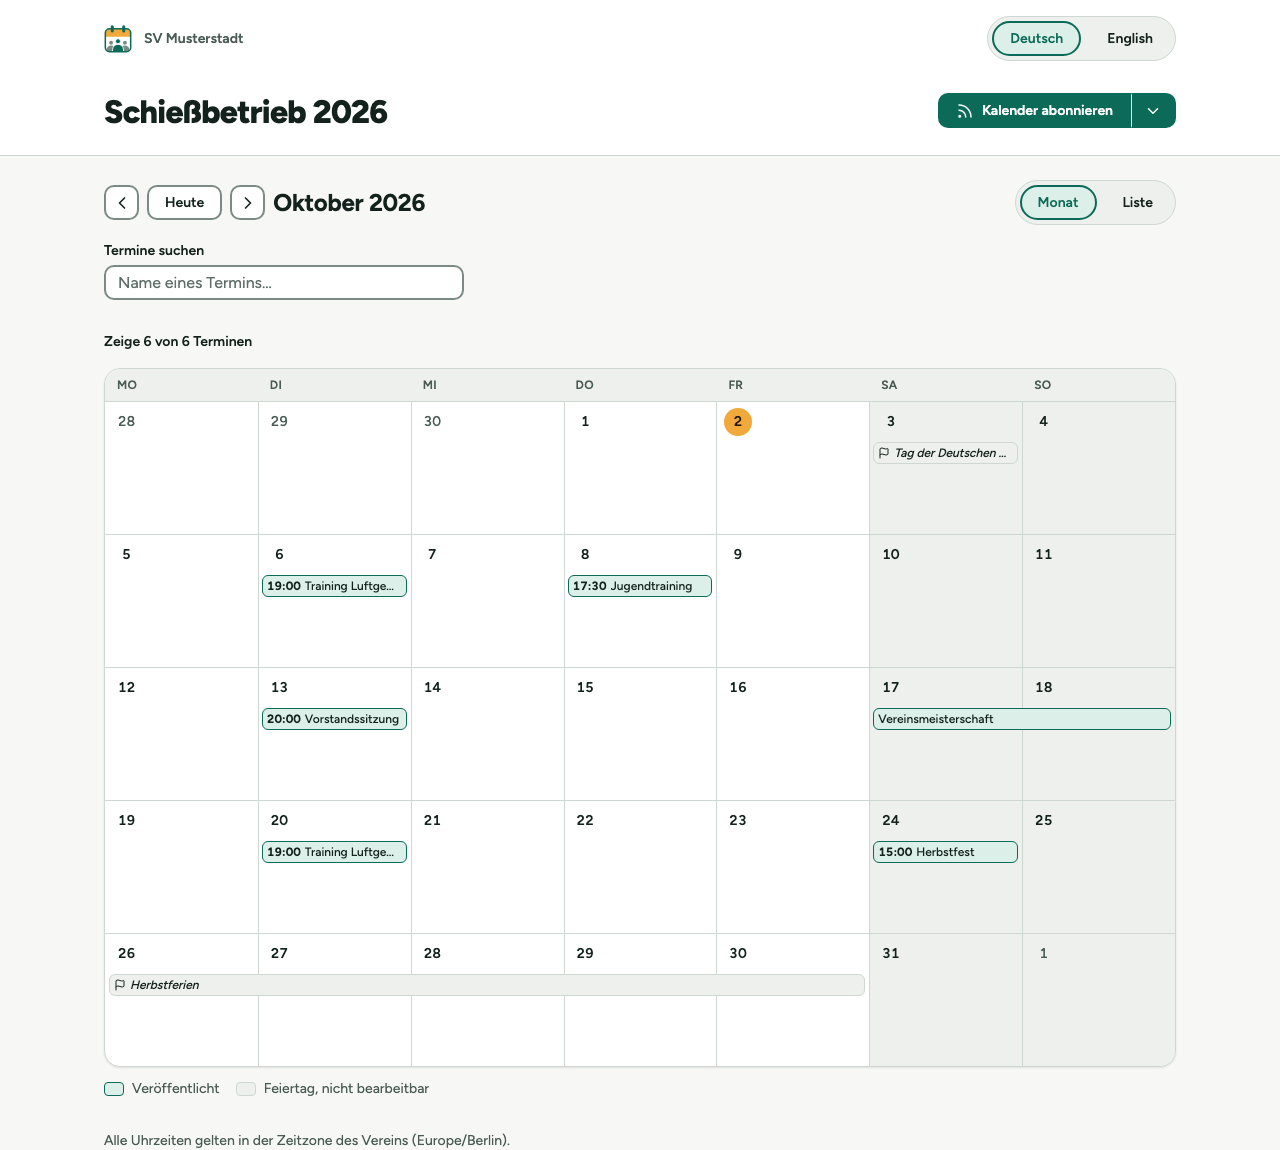 SV Musterstadt
Deutsch English
Schießbetrieb 2026
Kalender abonnieren
Heute Oktober 2026
Monat Liste
Termine suchen
Name eines Termins...
Zeige 6 von 6 Terminen
MO DI MI DO FR SA SO
28 29 30 1 2 3 4
Tag der Deutschen ...
5 6 7 8 9 10 11
19:00 Training Luftge... 17:30 Jugendtraining
12 13 14 15 16 17 18
20:00 Vorstandssitzung Vereinsmeisterschaft
19 20 21 22 23 24 25
19:00 Training Luftge... 15:00 Herbstfest
26 27 28 29 30 31 1
Herbstferien
Veröffentlicht Feiertag, nicht bearbeitbar
Alle Uhrzeiten gelten in der Zeitzone des Vereins (Europe/Berlin).